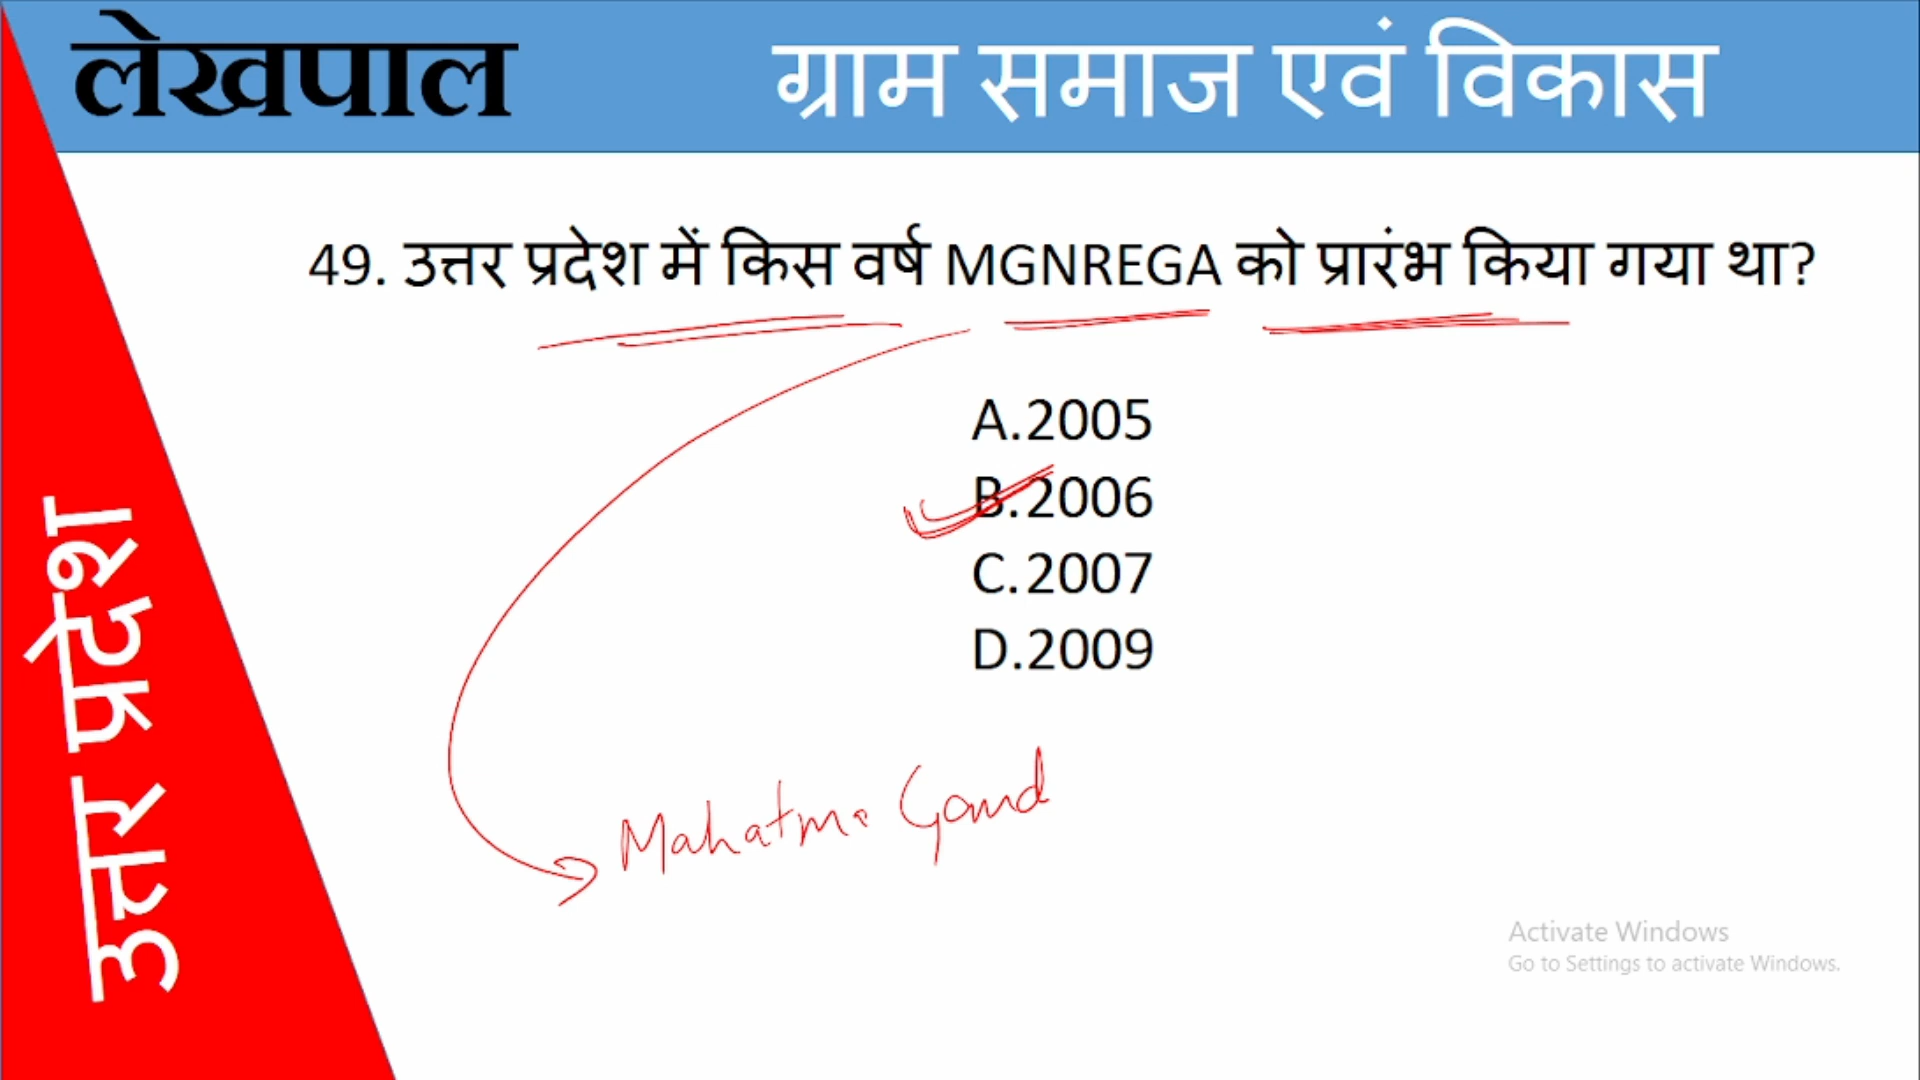 लेखपाल
ग्राम समाज एवं विकास
49. उत्तर प्रदेश में किस वर्ष MGNREGA को प्रारंभ किया गया था?
A.2005
B.2006
C.2007
D.2009
Mahatma Gand
उत्तर प्रदेश
Activate Windows
Go to Settings to activate Windows.